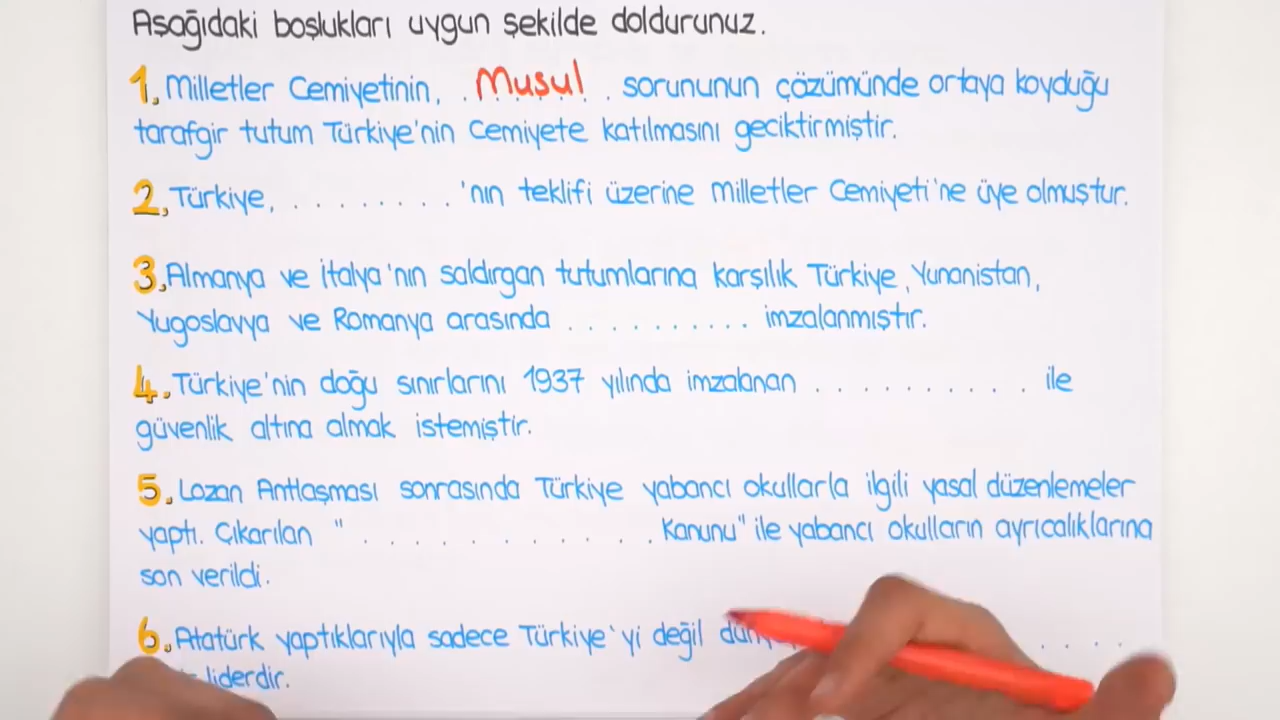 Aşağıdaki boşlukları uygun şekilde doldurunuz.
1. Milletler Cemiyetinin, . Musul . sorununun çözümünde ortaya koyduğu
tarafgir tutum Türkiye'nin Cemiyete katılmasını geciktirmiştir.
2. Türkiye, . . . . . . . . 'nın teklifi üzerine Milletler Cemiyeti'ne üye olmuştur.
3. Almanya ve İtalya'nın saldırgan tutumlarına karşılık Türkiye, Yunanistan,
Yugoslavya ve Romanya arasında . . . . . . . . . . imzalanmıştır.
4. Türkiye'nin doğu sınırlarını 1937 yılında imzalanan . . . . . . . . . . ile
güvenlik altına almak istemiştir.
5. Lozan Antlaşması sonrasında Türkiye yabancı okullarla ilgili yasal düzenlemeler
yaptı. Çıkarılan " . . . . . . . . . . . . Kanunu" ile yabancı okulların ayrıcalıklarına
son verildi.
6. Atatürk yaptıklarıyla sadece Türkiye'yi değil . . . .
liderdir.